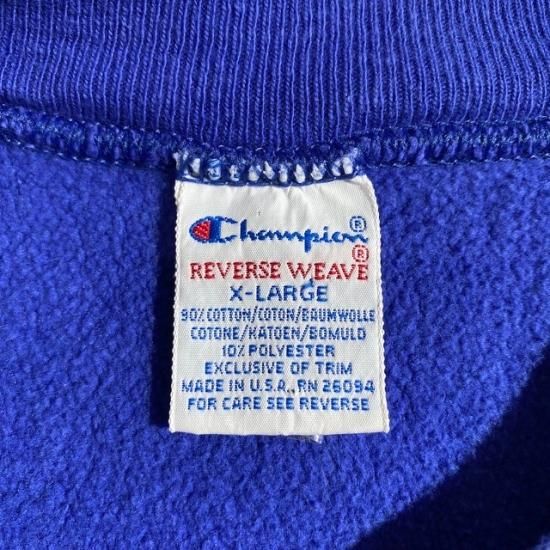 Champion®
REVERSE WEAVE®
X-LARGE
90% COTTON/COTON/BAUMWOLLE
COTONE/KATOEN/BOMULD
10% POLYESTER
EXCLUSIVE OF TRIM
MADE IN U.S.A., RN 26094
FOR CARE SEE REVERSE